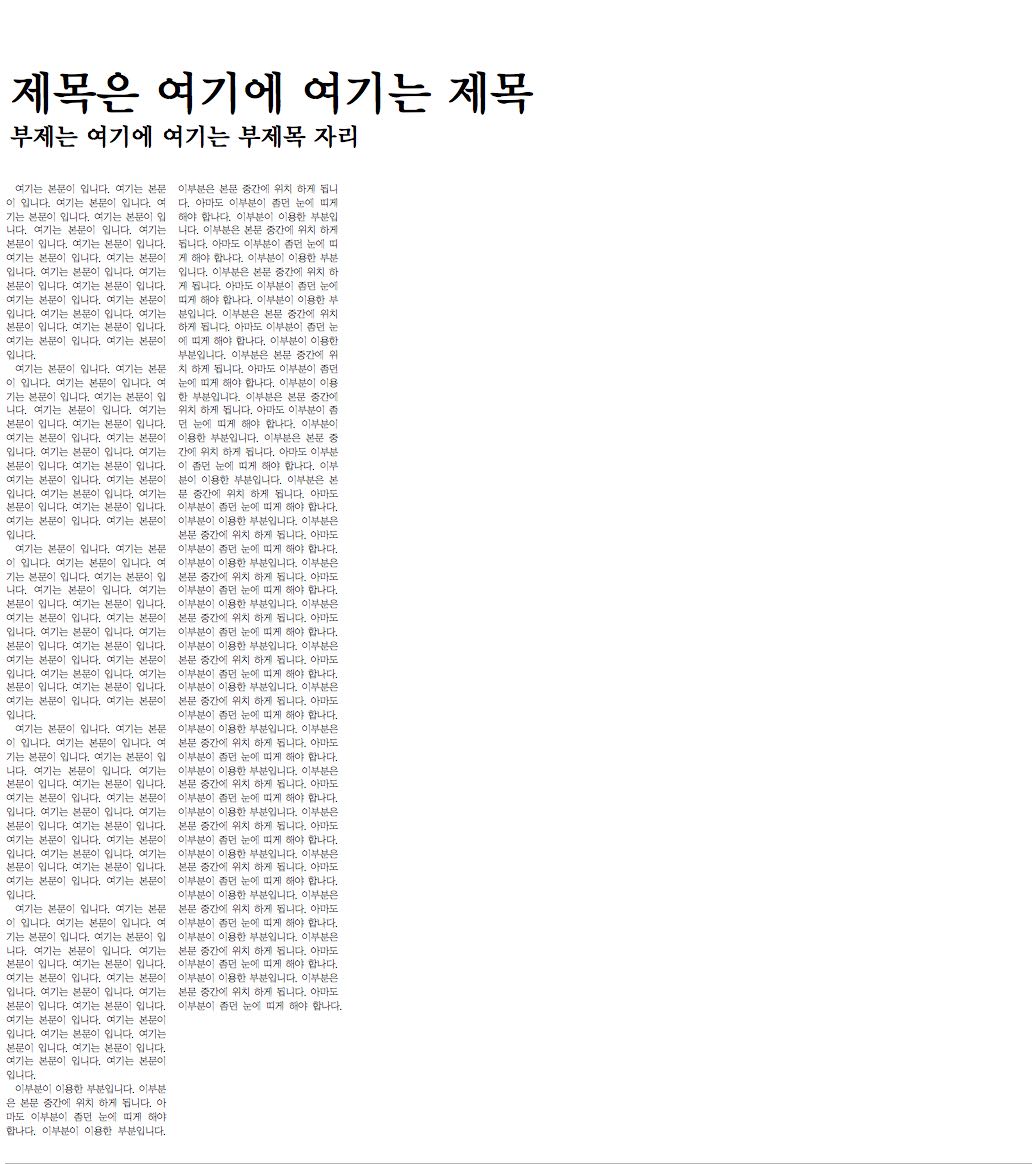 제목은 여기에 여기는 제목
부제는 여기에 여기는 부제목 자리
여기는 본문이 입니다. 여기는 본문
이 입니다. 여기는 본문이 입니다. 여
기는 본문이 입니다. 여기는 본문이 입
니다. 여기는 본문이 입니다. 여기는
본문이 입니다. 여기는 본문이 입니다.
여기는 본문이 입니다. 여기는 본문이
입니다. 여기는 본문이 입니다. 여기는
본문이 입니다. 여기는 본문이 입니다.
여기는 본문이 입니다. 여기는 본문이
입니다. 여기는 본문이 입니다. 여기는
본문이 입니다. 여기는 본문이 입니다.
여기는 본문이 입니다. 여기는 본문이
입니다.
여기는 본문이 입니다. 여기는 본문
이 입니다. 여기는 본문이 입니다. 여
기는 본문이 입니다. 여기는 본문이 입
니다. 여기는 본문이 입니다. 여기는
본문이 입니다. 여기는 본문이 입니다.
여기는 본문이 입니다. 여기는 본문이
입니다. 여기는 본문이 입니다. 여기는
본문이 입니다. 여기는 본문이 입니다.
여기는 본문이 입니다. 여기는 본문이
입니다. 여기는 본문이 입니다. 여기는
본문이 입니다. 여기는 본문이 입니다.
여기는 본문이 입니다. 여기는 본문이
입니다.
여기는 본문이 입니다. 여기는 본문
이 입니다. 여기는 본문이 입니다. 여
기는 본문이 입니다. 여기는 본문이 입
니다. 여기는 본문이 입니다. 여기는
본문이 입니다. 여기는 본문이 입니다.
여기는 본문이 입니다. 여기는 본문이
입니다. 여기는 본문이 입니다. 여기는
본문이 입니다. 여기는 본문이 입니다.
여기는 본문이 입니다. 여기는 본문이
입니다. 여기는 본문이 입니다. 여기는
본문이 입니다. 여기는 본문이 입니다.
여기는 본문이 입니다. 여기는 본문이
입니다.
여기는 본문이 입니다. 여기는 본문
이 입니다. 여기는 본문이 입니다. 여
기는 본문이 입니다. 여기는 본문이 입
니다. 여기는 본문이 입니다. 여기는
본문이 입니다. 여기는 본문이 입니다.
여기는 본문이 입니다. 여기는 본문이
입니다. 여기는 본문이 입니다. 여기는
본문이 입니다. 여기는 본문이 입니다.
여기는 본문이 입니다. 여기는 본문이
입니다. 여기는 본문이 입니다. 여기는
본문이 입니다. 여기는 본문이 입니다.
여기는 본문이 입니다. 여기는 본문이
입니다.
여기는 본문이 입니다. 여기는 본문
이 입니다. 여기는 본문이 입니다. 여
기는 본문이 입니다. 여기는 본문이 입
니다. 여기는 본문이 입니다. 여기는
본문이 입니다. 여기는 본문이 입니다.
여기는 본문이 입니다. 여기는 본문이
입니다. 여기는 본문이 입니다. 여기는
본문이 입니다. 여기는 본문이 입니다.
여기는 본문이 입니다. 여기는 본문이
입니다. 여기는 본문이 입니다. 여기는
본문이 입니다. 여기는 본문이 입니다.
여기는 본문이 입니다. 여기는 본문이
입니다.
이부분이 이용한 부분입니다. 이부분
은 본문 중간에 위치 하게 됩니다. 아
마도 이부분이 좀던 눈에 띠게 해야
합나다. 이부분이 이용한 부분입니다.
이부분은 본문 중간에 위치 하게 됩니
다. 아마도 이부분이 좀던 눈에 띠게
해야 합나다. 이부분이 이용한 부분입
니다. 이부분은 본문 중간에 위치 하게
됩니다. 아마도 이부분이 좀던 눈에 띠
게 해야 합나다. 이부분이 이용한 부분
입니다. 이부분은 본문 중간에 위치 하
게 됩니다. 아마도 이부분이 좀던 눈에
띠게 해야 합나다. 이부분이 이용한 부
분입니다. 이부분은 본문 중간에 위치
하게 됩니다. 아마도 이부분이 좀던 눈
에 띠게 해야 합나다. 이부분이 이용한
부분입니다. 이부분은 본문 중간에 위
치 하게 됩니다. 아마도 이부분이 좀던
눈에 띠게 해야 합나다. 이부분이 이용
한 부분입니다. 이부분은 본문 중간에
위치 하게 됩니다. 아마도 이부분이 좀
던 눈에 띠게 해야 합나다. 이부분이
이용한 부분입니다. 이부분은 본문 중
간에 위치 하게 됩니다. 아마도 이부분
이 좀던 눈에 띠게 해야 합나다. 이부
분이 이용한 부분입니다. 이부분은 본
문 중간에 위치 하게 됩니다. 아마도
이부분이 좀던 눈에 띠게 해야 합나다.
이부분이 이용한 부분입니다. 이부분은
본문 중간에 위치 하게 됩니다. 아마도
이부분이 좀던 눈에 띠게 해야 합나다.
이부분이 이용한 부분입니다. 이부분은
본문 중간에 위치 하게 됩니다. 아마도
이부분이 좀던 눈에 띠게 해야 합나다.
이부분이 이용한 부분입니다. 이부분은
본문 중간에 위치 하게 됩니다. 아마도
이부분이 좀던 눈에 띠게 해야 합나다.
이부분이 이용한 부분입니다. 이부분은
본문 중간에 위치 하게 됩니다. 아마도
이부분이 좀던 눈에 띠게 해야 합나다.
이부분이 이용한 부분입니다. 이부분은
본문 중간에 위치 하게 됩니다. 아마도
이부분이 좀던 눈에 띠게 해야 합나다.
이부분이 이용한 부분입니다. 이부분은
본문 중간에 위치 하게 됩니다. 아마도
이부분이 좀던 눈에 띠게 해야 합나다.
이부분이 이용한 부분입니다. 이부분은
본문 중간에 위치 하게 됩니다. 아마도
이부분이 좀던 눈에 띠게 해야 합나다.
이부분이 이용한 부분입니다. 이부분은
본문 중간에 위치 하게 됩니다. 아마도
이부분이 좀던 눈에 띠게 해야 합나다.
이부분이 이용한 부분입니다. 이부분은
본문 중간에 위치 하게 됩니다. 아마도
이부분이 좀던 눈에 띠게 해야 합나다.
이부분이 이용한 부분입니다. 이부분은
본문 중간에 위치 하게 됩니다. 아마도
이부분이 좀던 눈에 띠게 해야 합나다.
이부분이 이용한 부분입니다. 이부분은
본문 중간에 위치 하게 됩니다. 아마도
이부분이 좀던 눈에 띠게 해야 합나다.
이부분이 이용한 부분입니다. 이부분은
본문 중간에 위치 하게 됩니다. 아마도
이부분이 좀던 눈에 띠게 해야 합나다.